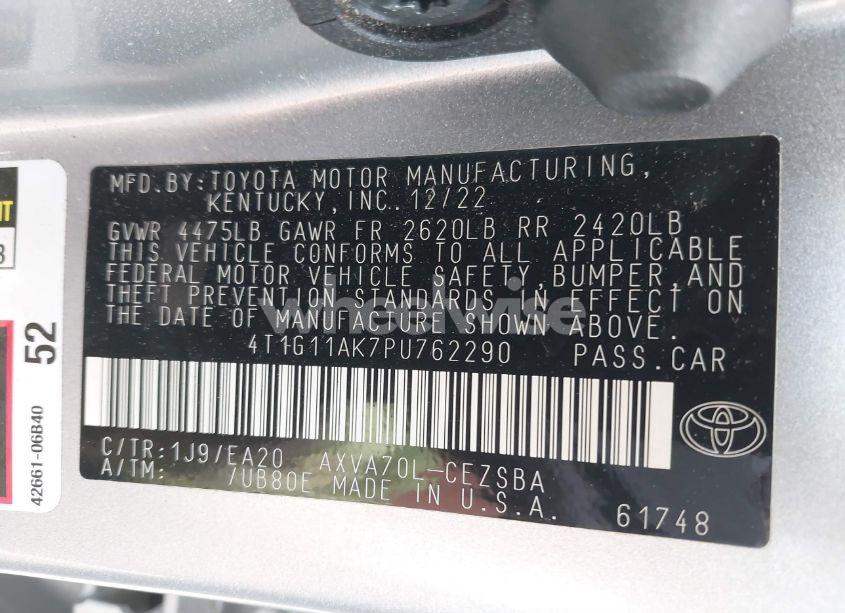 MFD.BY:TOYOTA MOTOR MANUFACTURING,
KENTUCKY,INC. 12/22
GVWR 4475LB GAWR FR 2620LB RR 2420LB
THIS VEHICLE CONFORMS TO ALL APPLICABLE
FEDERAL MOTOR VEHICLE SAFETY,BUMPER,AND
THEFT PREVENTION STANDARDS IN EFFECT ON
THE DATE OF MANUFACTURE SHOWN ABOVE.
wheelwise
4T1G11AK7PU762290 PASS.CAR
C/TR:1J9/EA20 AXVA70L-CEZSBA
A/TM: /UB80E MADE IN U.S.A.
61748
52
42661-06B40